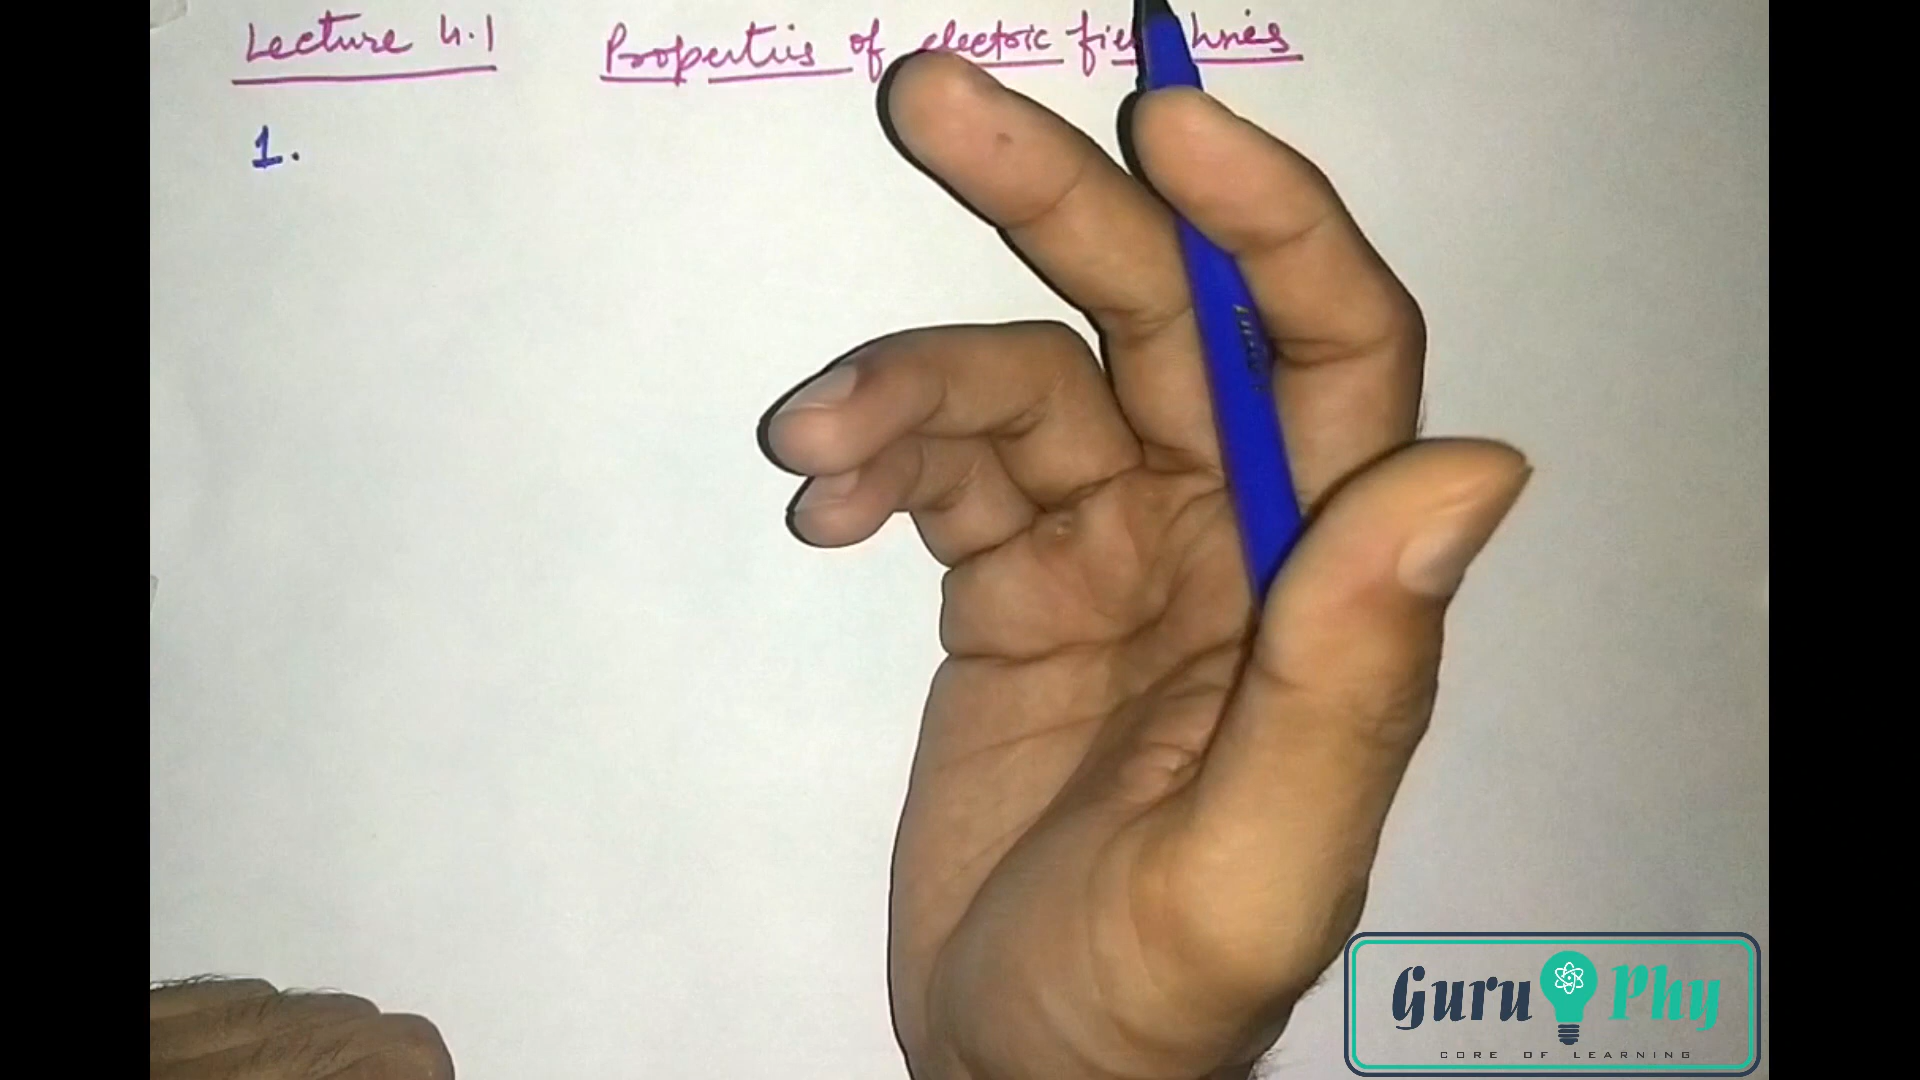 Lecture 4.1 Properties of electric field lines
1.
Guru Phy
CORE OF LEARNING